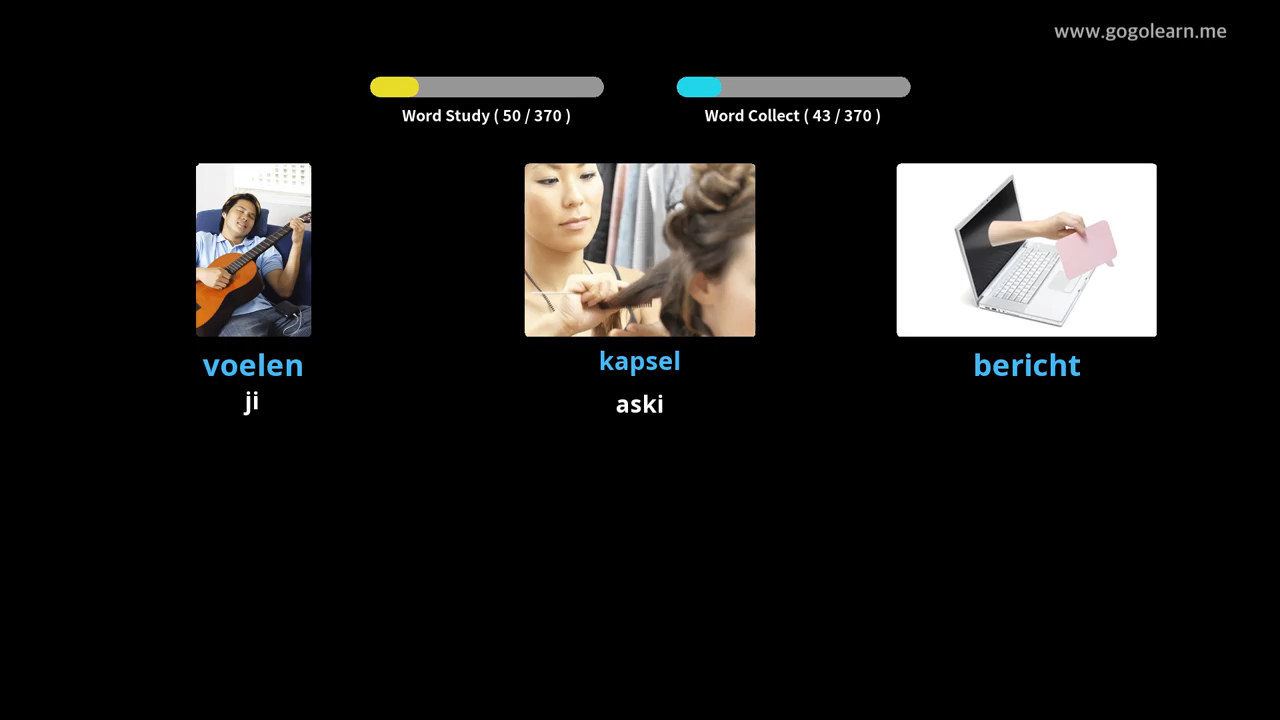 www.gogolearn.me
Word Study ( 50 / 370 )
Word Collect ( 43 / 370 )
voelen
ji
kapsel
aski
bericht